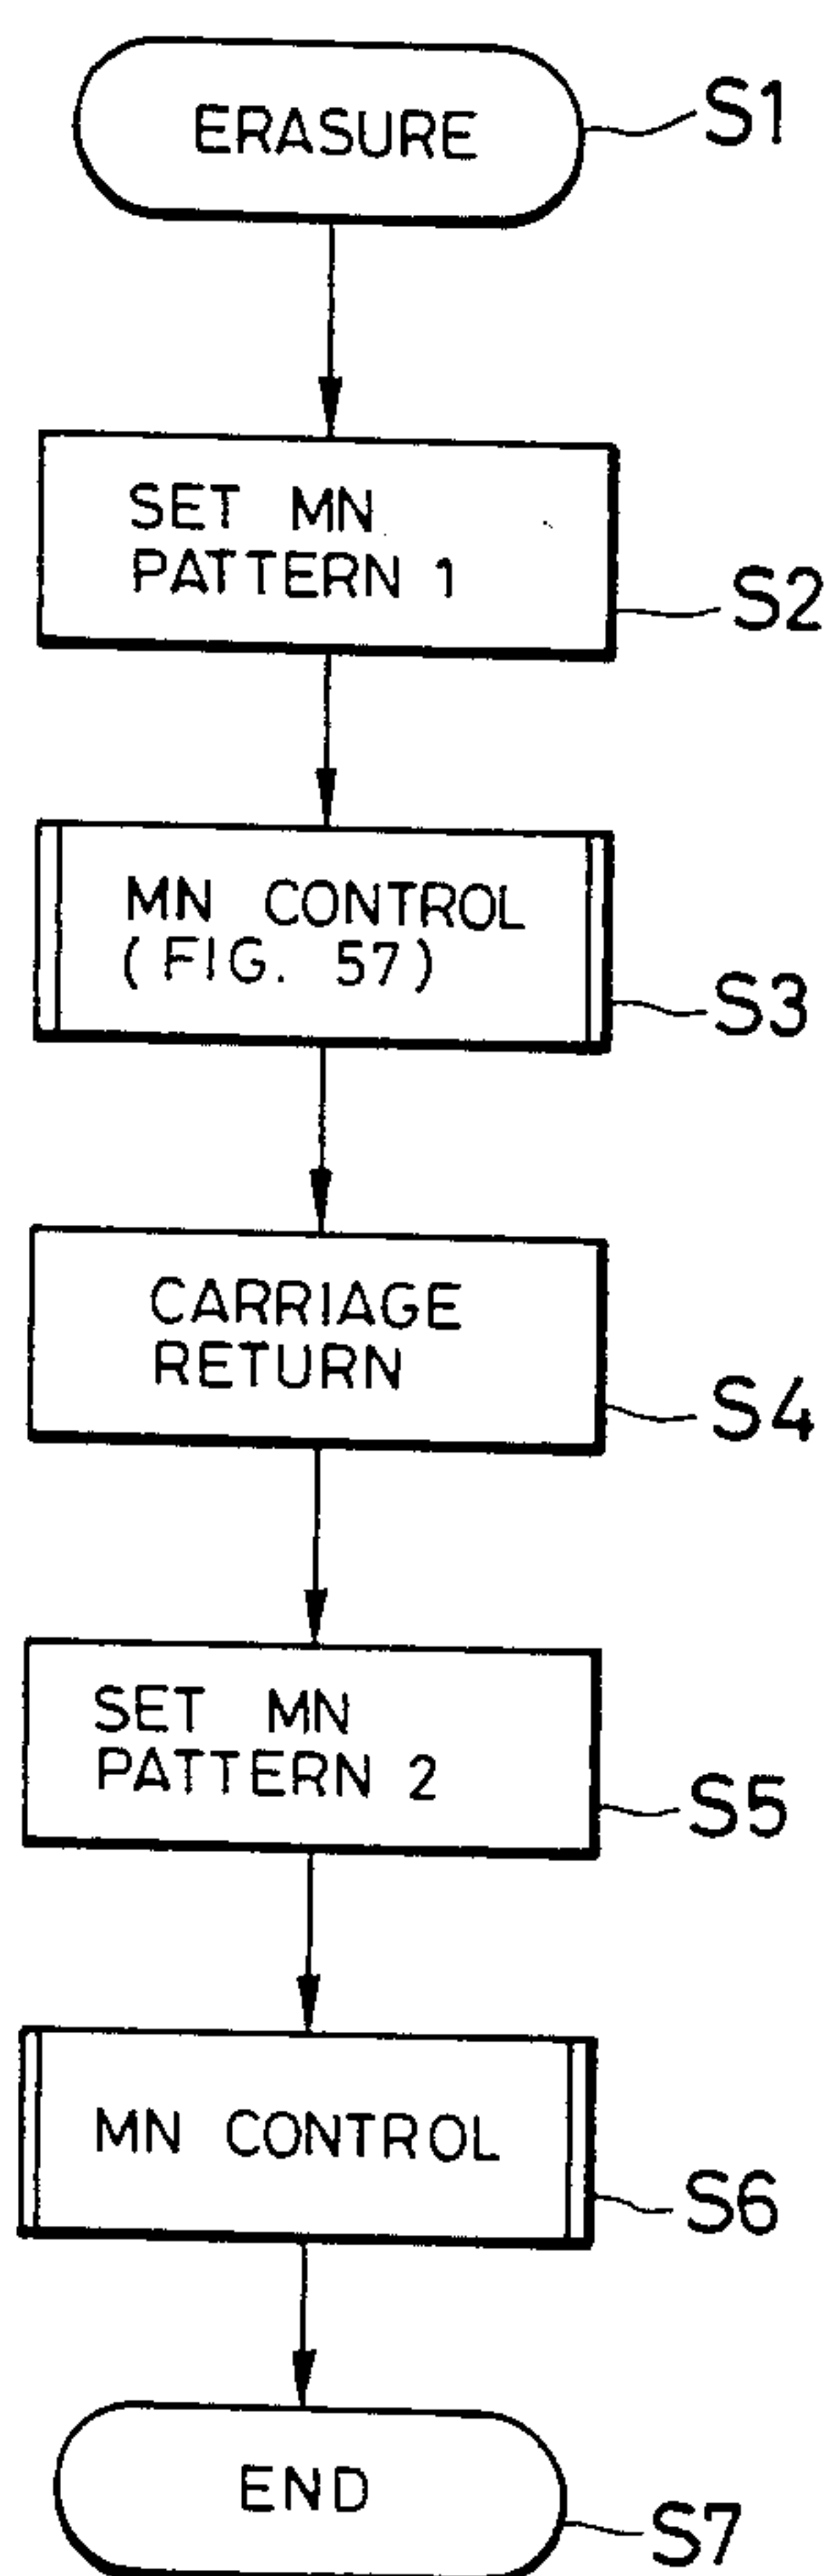 ERASURE
S1
SET MN
PATTERN 1
S2
MN CONTROL
(FIG. 57)
S3
CARRIAGE
RETURN
S4
SET MN
PATTERN 2
S5
MN CONTROL
S6
END
S7